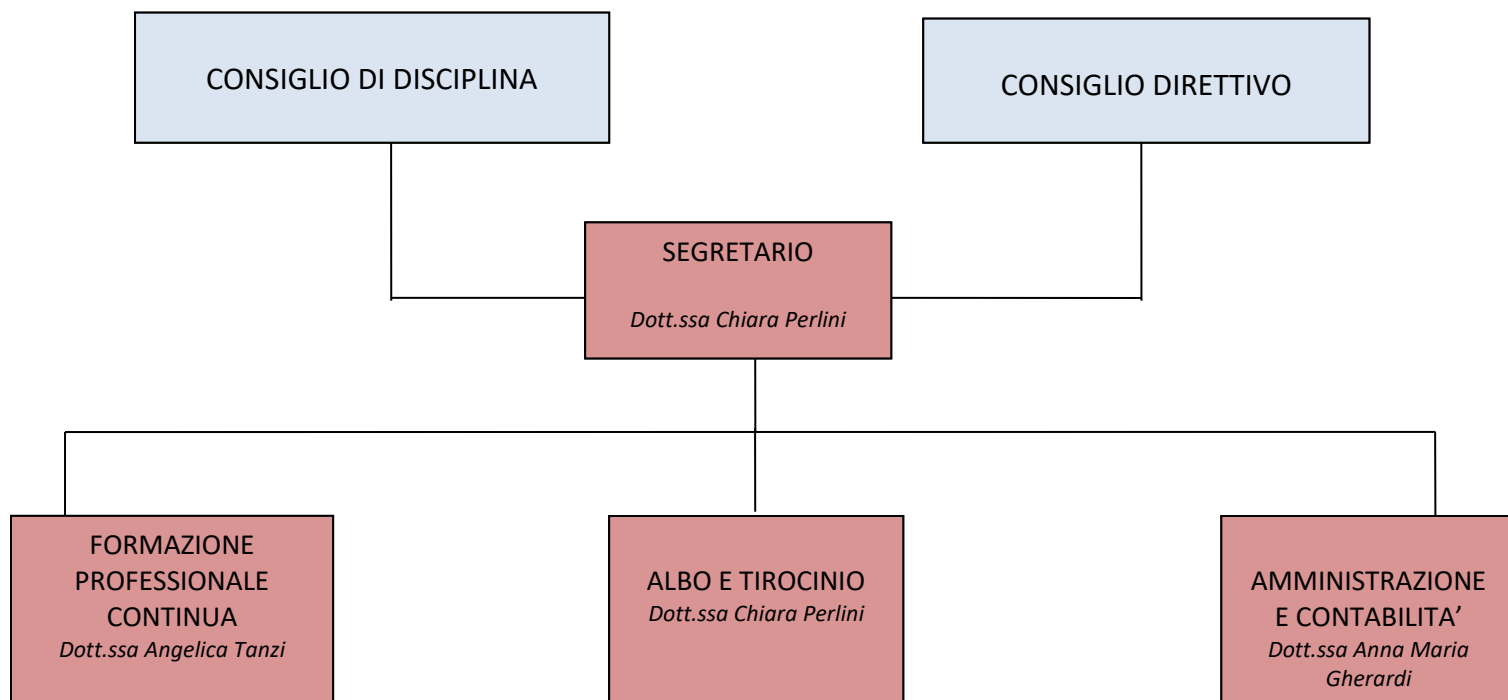 CONSIGLIO DI DISCIPLINA
CONSIGLIO DIRETTIVO
SEGRETARIO
Dott.ssa Chiara Perlini
FORMAZIONE
PROFESSIONALE
CONTINUA
Dott.ssa Angelica Tanzi
ALBO E TIROCINIO
Dott.ssa Chiara Perlini
AMMINISTRAZIONE
E CONTABILITA’
Dott.ssa Anna Maria
Gherardi